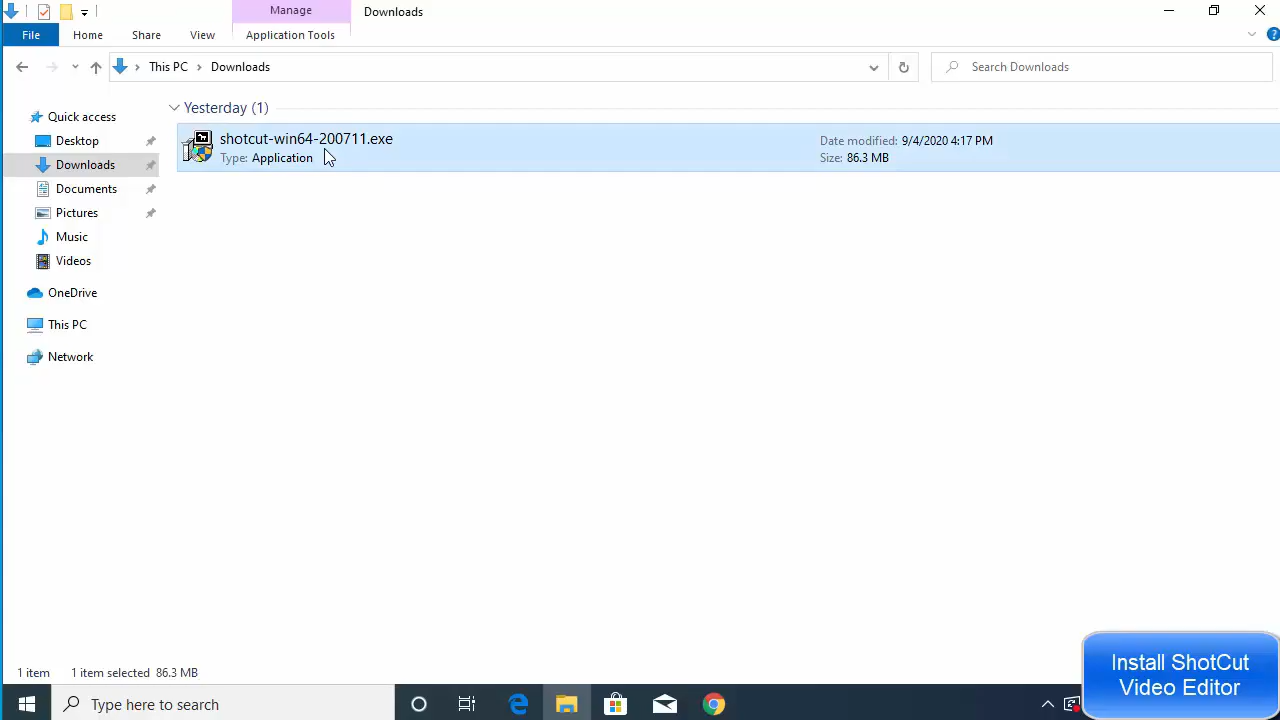 Manage
Downloads
File
Home
Share
View
Application Tools
This PC
Downloads
Search Downloads
Quick access
Desktop
Downloads
Documents
Pictures
Music
Videos
OneDrive
This PC
Network
Yesterday (1)
shotcut-win64-200711.exe
Type: Application
Date modified: 9/4/2020 4:17 PM
Size: 86.3 MB
1 item
1 item selected 86.3 MB
Type here to search
Install ShotCut
Video Editor